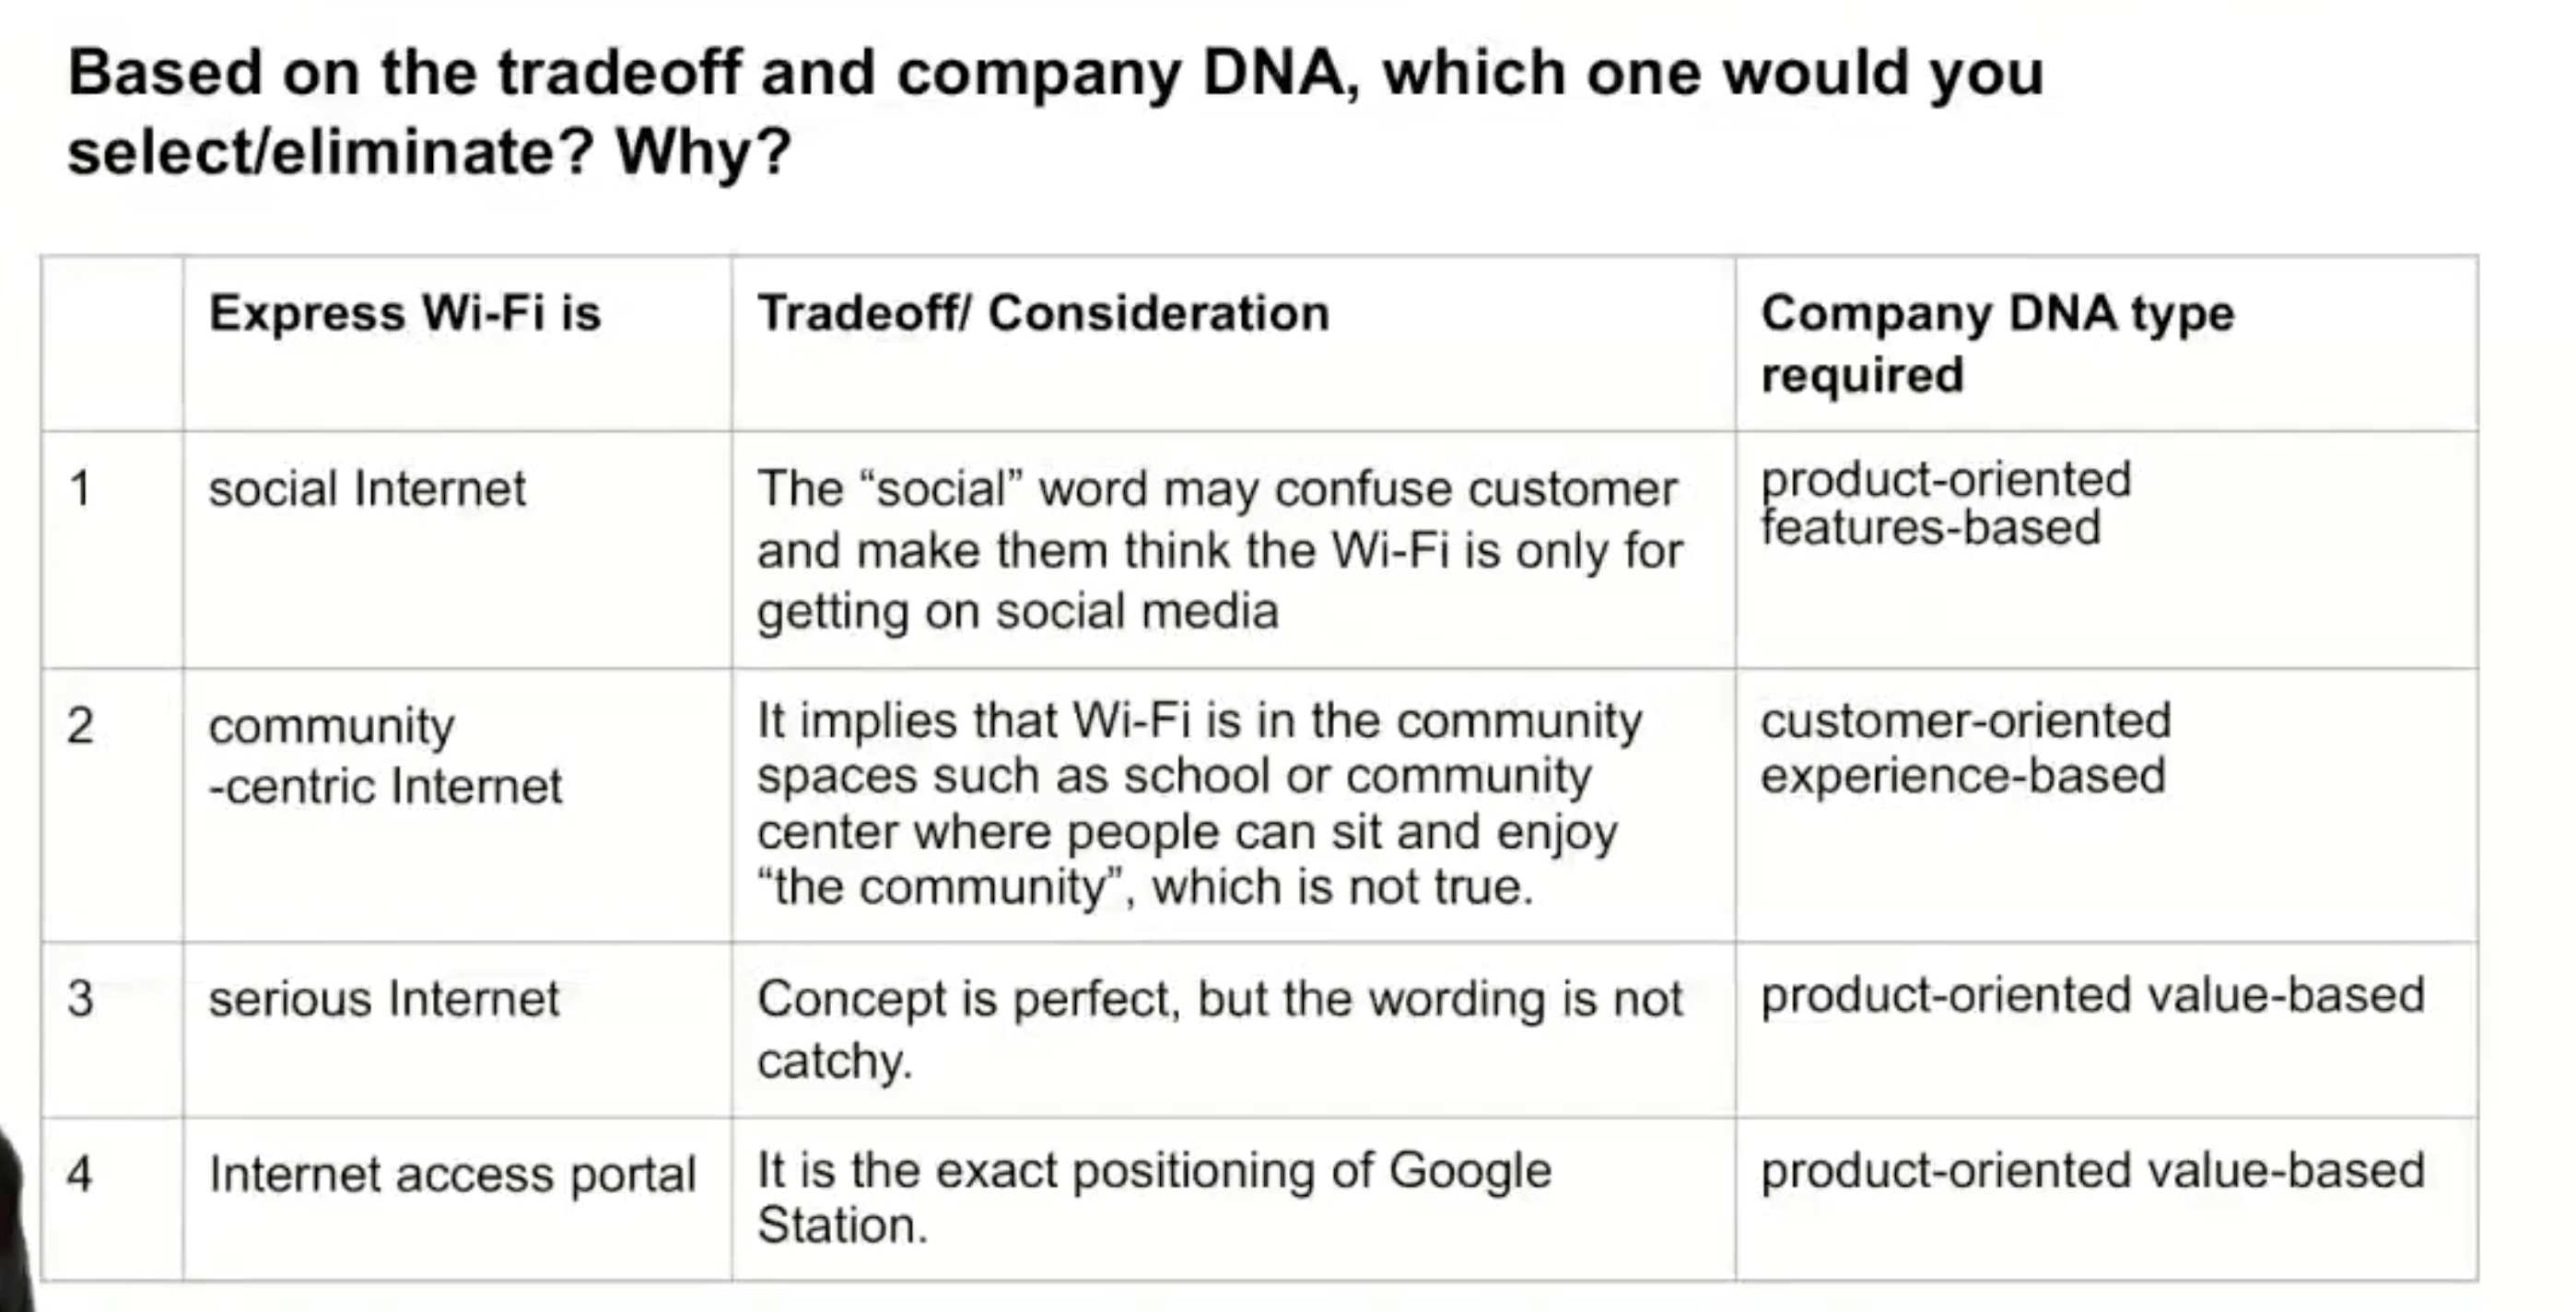 Based on the tradeoff and company DNA, which one would you
select/eliminate? Why?
Express Wi-Fi is
Tradeoff/ Consideration
Company DNA type
required
1
social Internet
The “social” word may confuse customer
and make them think the Wi-Fi is only for
getting on social media
product-oriented
features-based
2
community
-centric Internet
It implies that Wi-Fi is in the community
spaces such as school or community
center where people can sit and enjoy
“the community”, which is not true.
customer-oriented
experience-based
3
serious Internet
Concept is perfect, but the wording is not
catchy.
product-oriented value-based
4
Internet access portal
It is the exact positioning of Google
Station.
product-oriented value-based